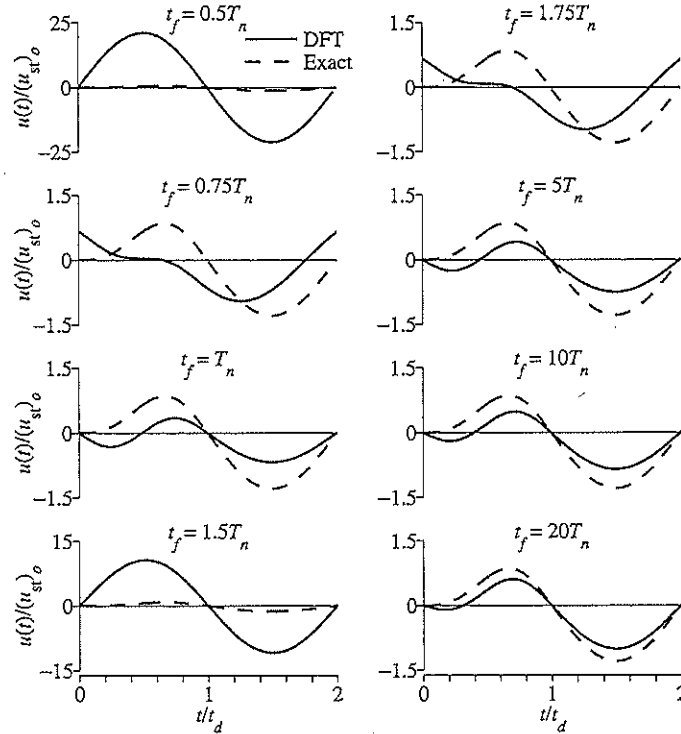 t_f = 0.5T_n
25
0
−25
u(t)/(u_st)_o
DFT
Exact
t_f = 1.75T_n
1.5
0
−1.5
t_f = 0.75T_n
1.5
0
−1.5
u(t)/(u_st)_o
t_f = 5T_n
1.5
0
−1.5
t_f = T_n
1.5
0
−1.5
u(t)/(u_st)_o
t_f = 10T_n
1.5
0
−1.5
t_f = 1.5T_n
15
0
−15
u(t)/(u_st)_o
0 1 2
t/t_d
t_f = 20T_n
1.5
0
−1.5
0 1 2
t/t_d